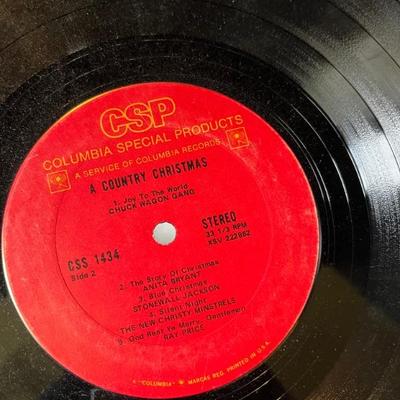 CSP
COLUMBIA SPECIAL PRODUCTS
A SERVICE OF COLUMBIA RECORDS
A COUNTRY CHRISTMAS
1. Joy To The World
CHUCK WAGON GANG
CSS 1434
Side 2
STEREO
33 1/3 RPM
XSV
2. The Story Of Christmas
ANITA BRYANT
3. Blue Christmas
STONEWALL JACKSON
4. Silent Night
THE NEW CHRISTY MINSTRELS
5. God Rest Ye Merry, Gentlemen
RAY PRICE
"COLUMBIA" MARCAS REG. PRINTED IN U.S.A.